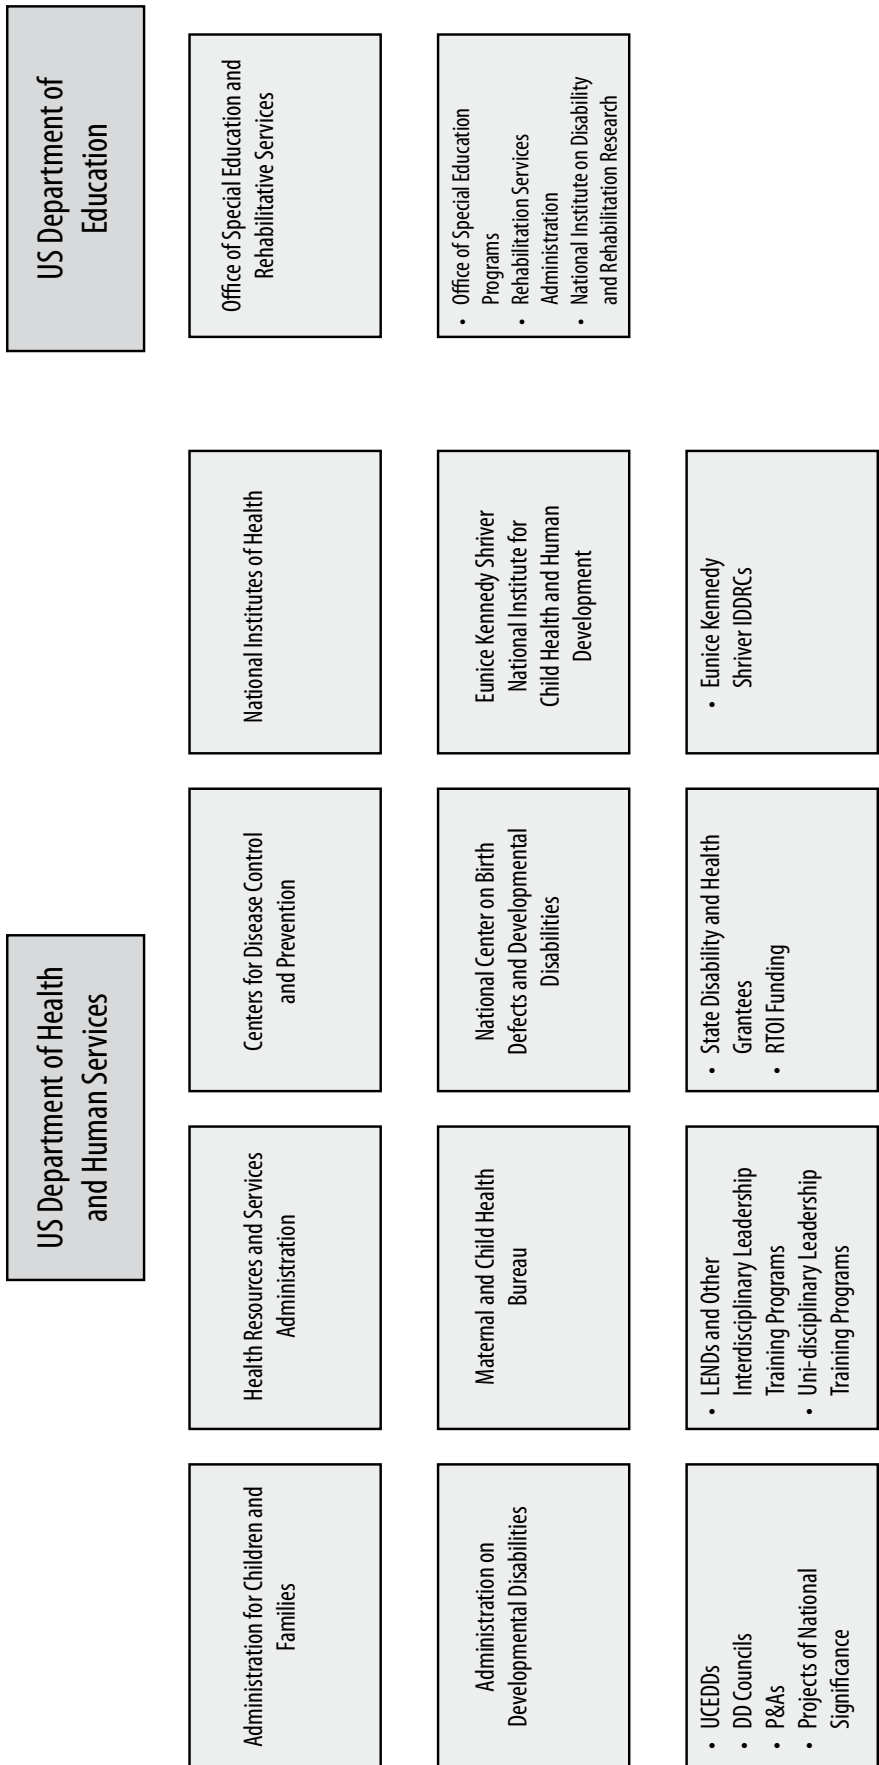 US Department of Health
and Human Services
US Department of
Education
Administration for Children and
Families
Health Resources and Services
Administration
Centers for Disease Control
and Prevention
National Institutes of Health
Office of Special Education and
Rehabilitative Services
Administration on
Developmental Disabilities
Maternal and Child Health
Bureau
National Center on Birth
Defects and Developmental
Disabilities
Eunice Kennedy Shriver
National Institute for
Child Health and Human
Development
• Office of Special Education
Programs
• Rehabilitation Services
Administration
• National Institute on Disability
and Rehabilitation Research
• UCEDDs
• DD Councils
• P&As
• Projects of National
Significance
• LENDs and Other
Interdisciplinary Leadership
Training Programs
• Uni-disciplinary Leadership
Training Programs
• State Disability and Health
Grantees
• RTOI Funding
• Eunice Kennedy
Shriver IDDRCs